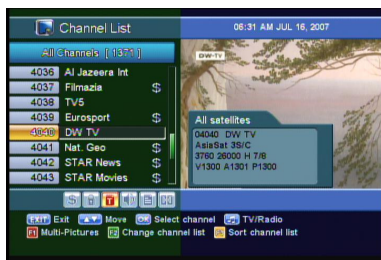 Channel List
06:31 AM JUL 16, 2007
All Channels [ 1371 ]
DW-TV
4036 Al Jazeera Int
4037 Filmazia $
4038 TV5
4039 Eurosport $
4040 DW TV
4041 Nat. Geo $
4042 STAR News $
4043 STAR Movies $
All satellites
04040 DW TV
AsiaSat 3S/C
3760 26000 H 7/8
V1300 A1301 P1300
$
EXIT Exit Move OK Select channel TV/Radio
F1 Multi-Pictures F2 Change channel list Sort channel list